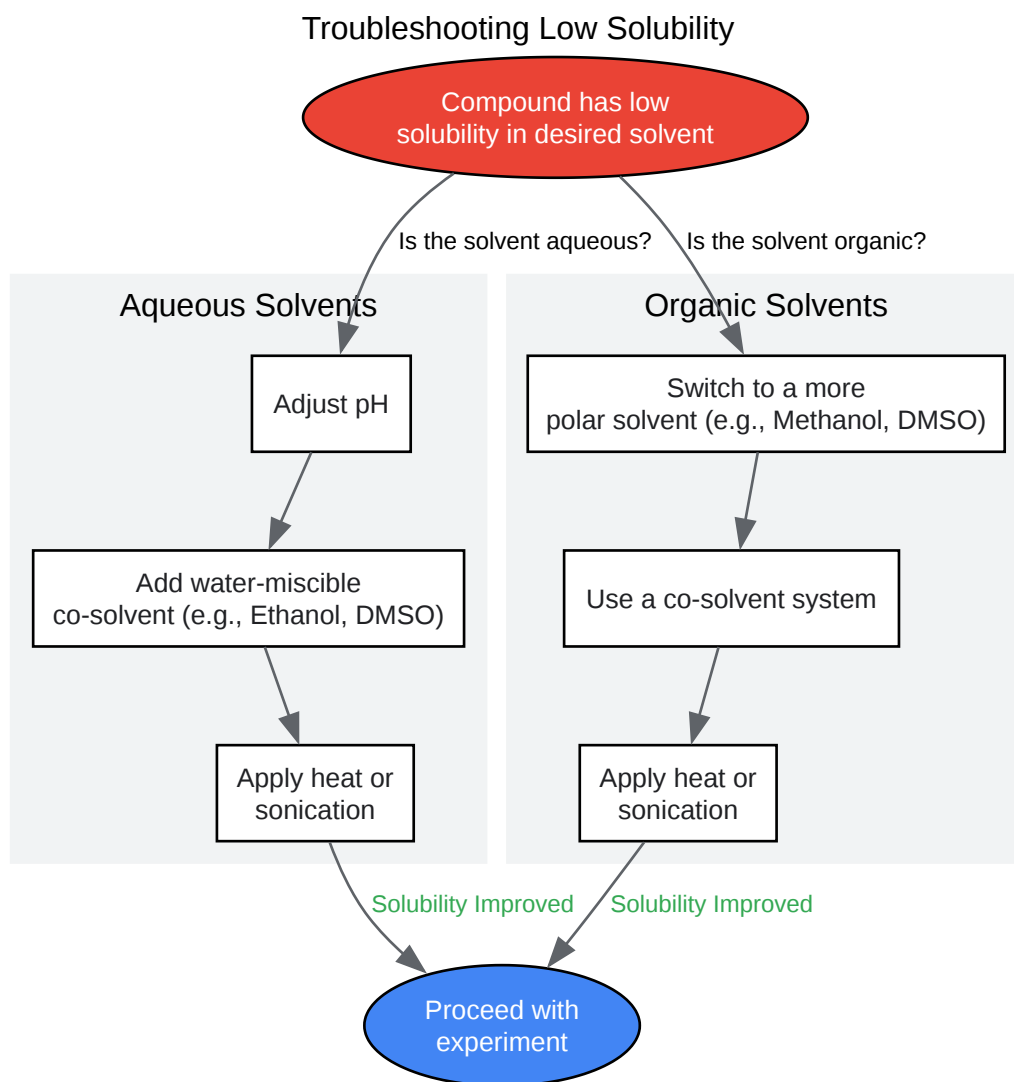 Troubleshooting Low Solubility
Compound has low
solubility in desired solvent
Is the solvent aqueous?
Is the solvent organic?
Aqueous Solvents
Adjust pH
Add water-miscible
co-solvent (e.g., Ethanol, DMSO)
Apply heat or
sonication
Organic Solvents
Switch to a more
polar solvent (e.g., Methanol, DMSO)
Use a co-solvent system
Apply heat or
sonication
Solubility Improved
Solubility Improved
Proceed with
experiment